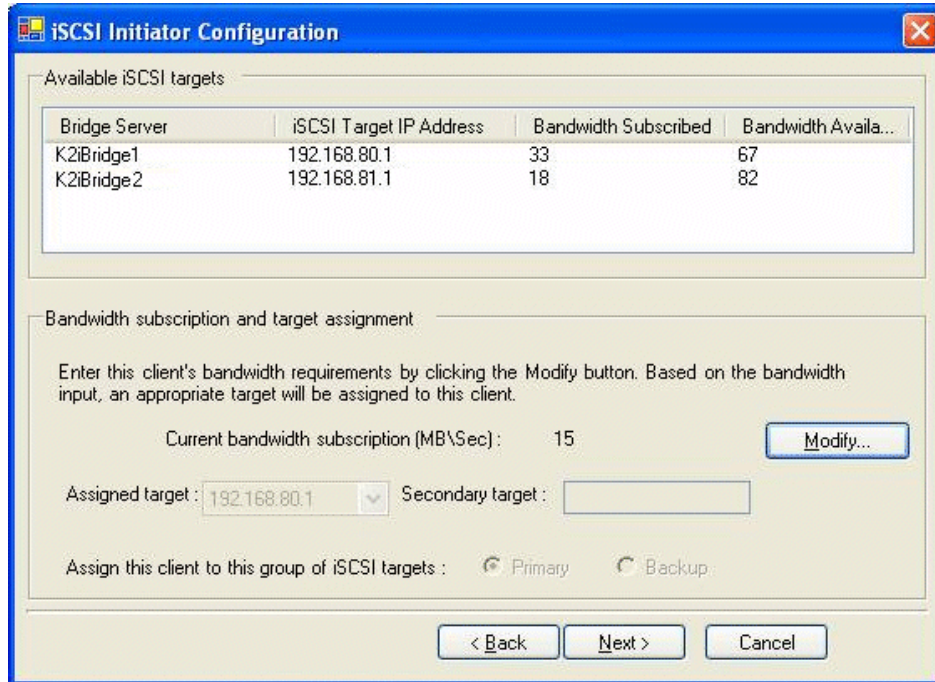 iSCSI Initiator Configuration
Available iSCSI targets
Bridge Server iSCSI Target IP Address Bandwidth Subscribed Bandwidth Availa...
K2iBridge1 192.168.80.1 33 67
K2iBridge2 192.168.81.1 18 82
Bandwidth subscription and target assignment
Enter this client's bandwidth requirements by clicking the Modify button. Based on the bandwidth
input, an appropriate target will be assigned to this client.
Current bandwidth subscription (MB\Sec) : 15 Modify...
Assigned target : 192.168.80.1 Secondary target :
Assign this client to this group of iSCSI targets : Primary Backup
< Back Next > Cancel